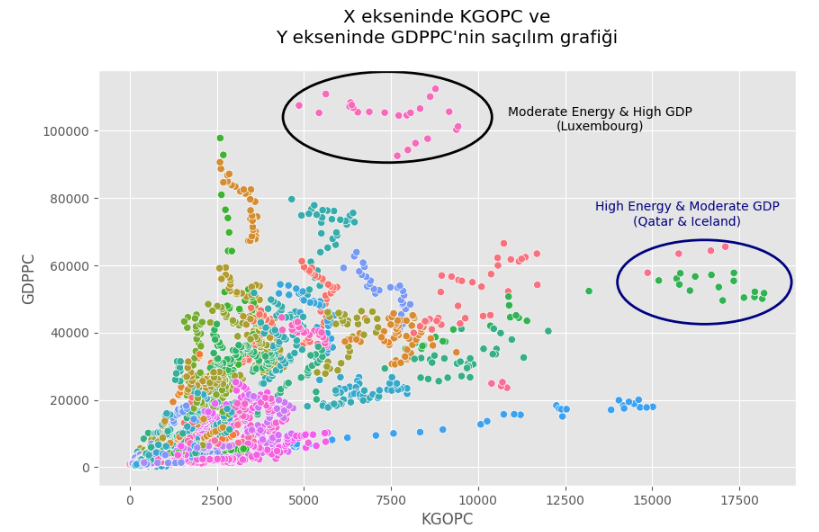 X ekseninde KGOPC ve
Y ekseninde GDPPC'nin saçılım grafiği
Moderate Energy & High GDP
(Luxembourg)
High Energy & Moderate GDP
(Qatar & Iceland)
100000
80000
60000
40000
20000
0
GDPPC
0 2500 5000 7500 10000 12500 15000 17500
KGOPC